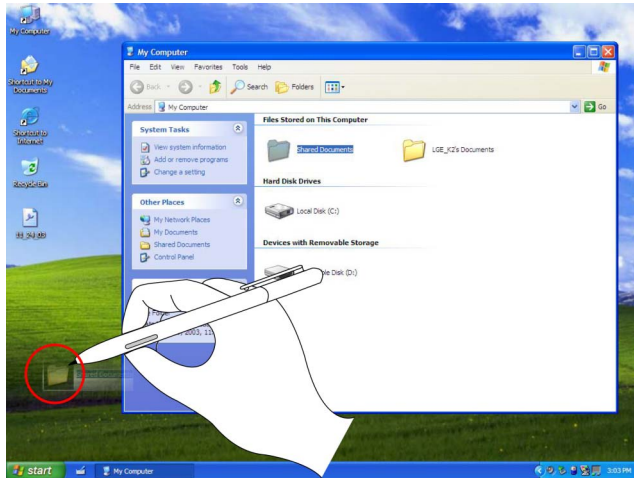 My Computer
Shortcut to My
Documents
Shortcut to
Internet
Recycle Bin
My Computer
File Edit View Favorites Tools Help
Back Search Folders
Address My Computer Go
System Tasks
View system information
Add or remove programs
Change a setting
Other Places
My Network Places
My Documents
Shared Documents
Control Panel
Files Stored on This Computer
Shared Documents
LGE_K2's Documents
Hard Disk Drives
Local Disk (C:)
Devices with Removable Storage
Disk (D:)
2003, 11
start My Computer 3:03 PM